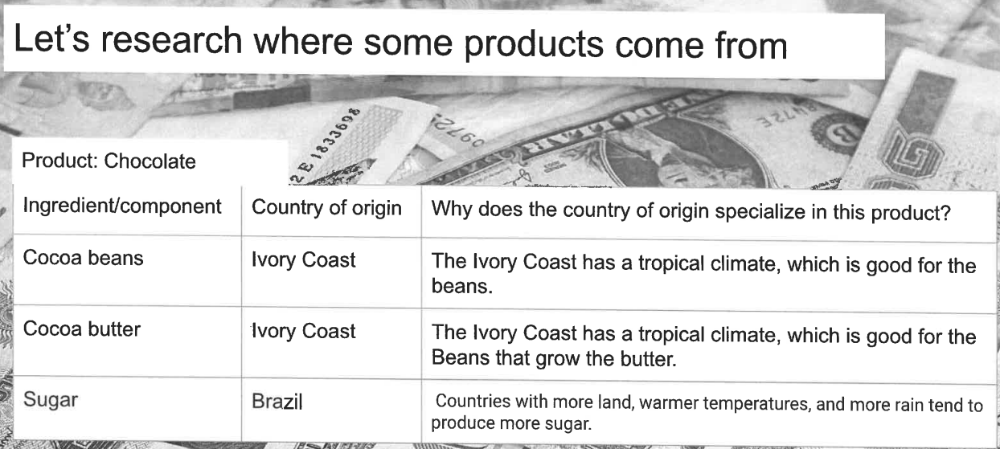 Let's research where some products come from
2 E 1833698
Product: Chocolate
Ingredient/component Country of origin Why does the country of origin specialize in this product?
Cocoa beans Ivory Coast The Ivory Coast has a tropical climate, which is good for the
beans.
Cocoa butter Ivory Coast The Ivory Coast has a tropical climate, which is good for the
Beans that grow the butter.
Sugar Brazil Countries with more land, warmer temperatures, and more rain tend to
produce more sugar.